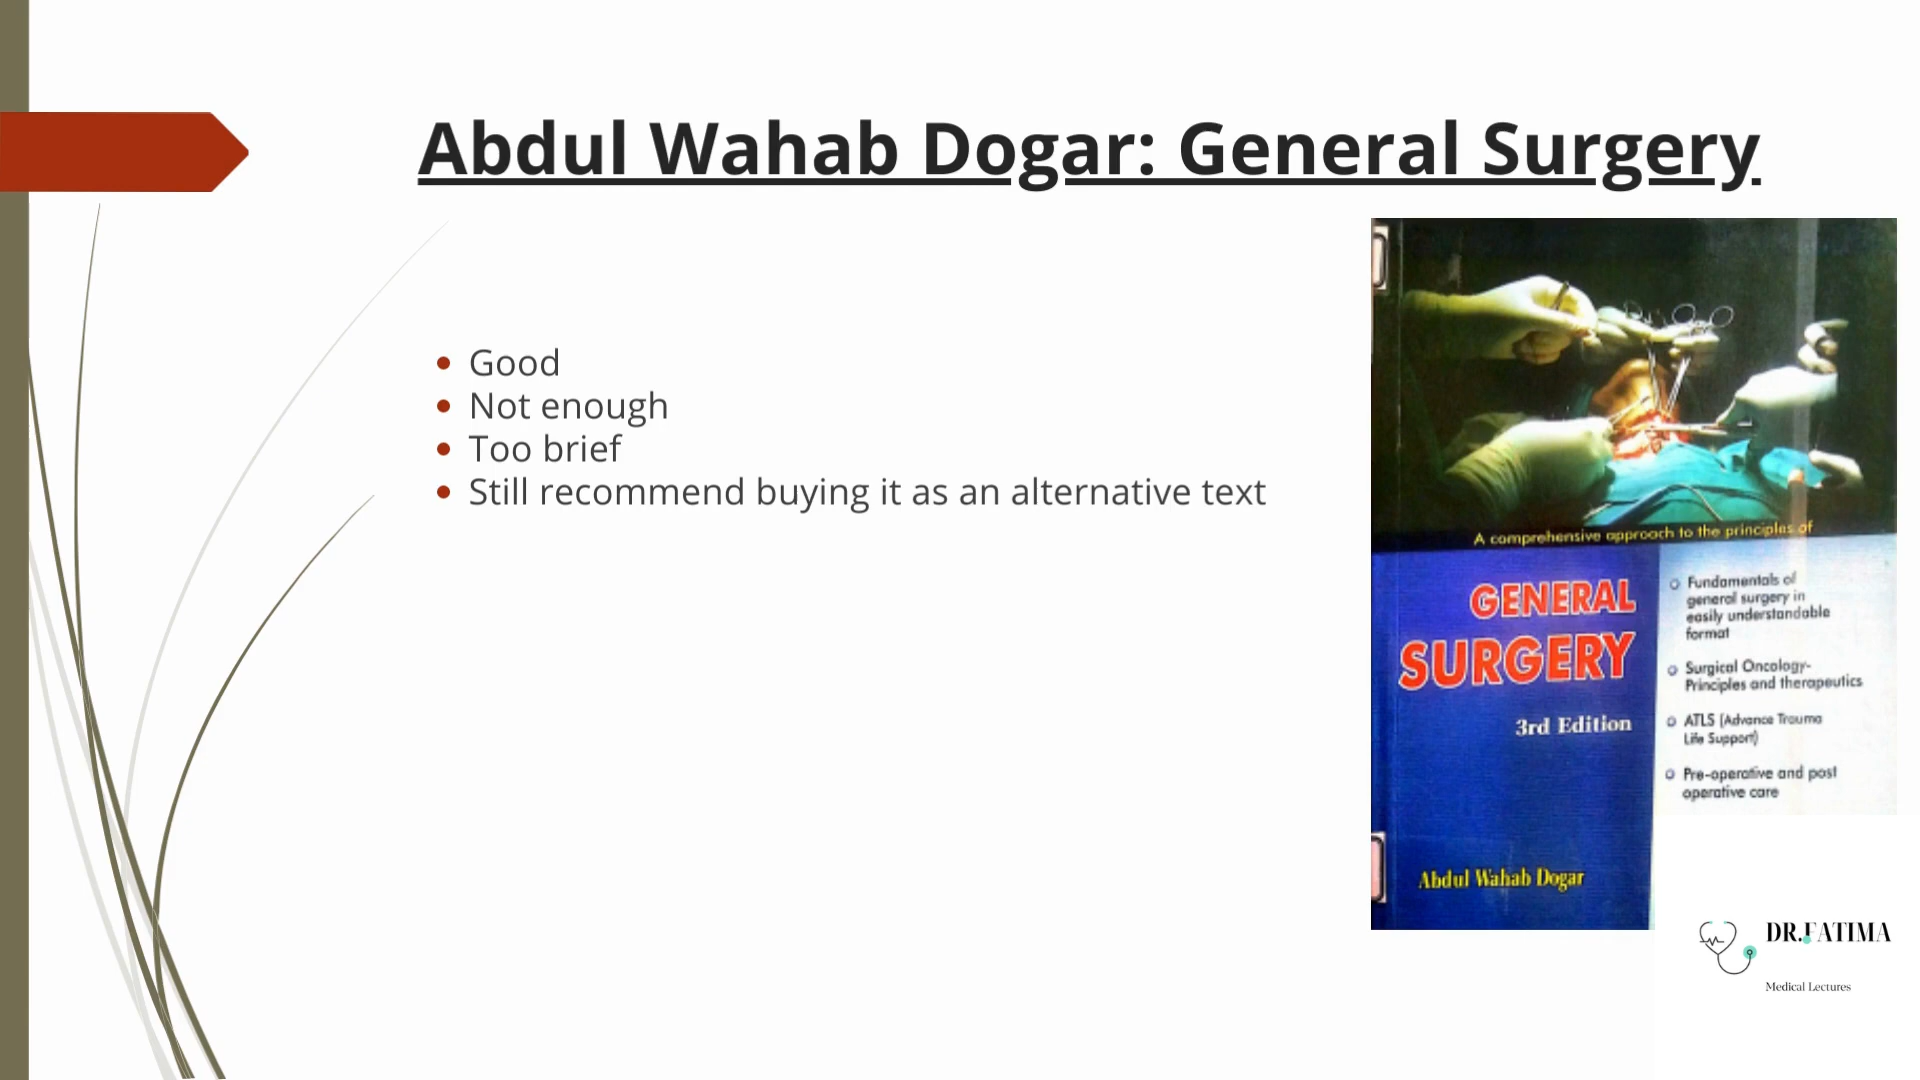 Abdul Wahab Dogar: General Surgery
Good
Not enough
Too brief
Still recommend buying it as an alternative text
A comprehensive approach to the principles of
GENERAL
SURGERY
3rd Edition
Abdul Wahab Dogar
Fundamentals of
general surgery in
easily understandable
format
Surgical Oncology-
Principles and therapeutics
ATLS (Advance Trauma
Life Support)
Pre-operative and post
operative care
DR.FATIMA
Medical Lectures